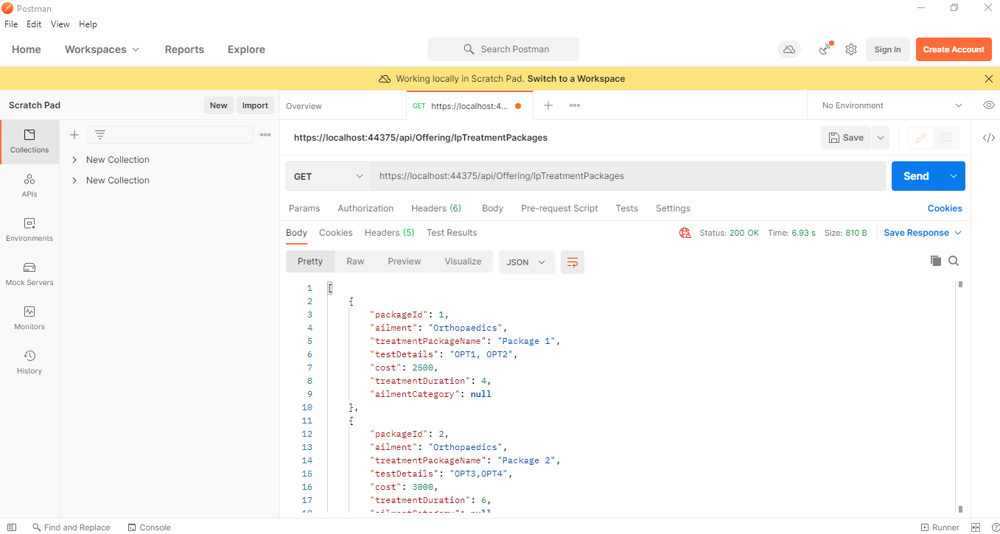 Postman
File Edit View Help
Home Workspaces Reports Explore Search Postman Sign In Create Account
Working locally in Scratch Pad. Switch to a Workspace
Scratch Pad New Import Overview GET https://localhost:4... No Environment
https://localhost:44375/api/Offering/IpTreatmentPackages Save
Collections
New Collection
New Collection
APIs
Environments
Mock Servers
Monitors
History
GET https://localhost:44375/api/Offering/IpTreatmentPackages Send
Params Authorization Headers (6) Body Pre-request Script Tests Settings Cookies
Body Cookies Headers (5) Test Results Status: 200 OK Time: 6.93 s Size: 810 B Save Response
Pretty Raw Preview Visualize JSON
1 [
2 {
3 "packageId": 1,
4 "ailment": "Orthopaedics",
5 "treatmentPackageName": "Package 1",
6 "testDetails": "OPT1, OPT2",
7 "cost": 2500,
8 "treatmentDuration": 4,
9 "ailmentCategory": null
10 },
11 {
12 "packageId": 2,
13 "ailment": "Orthopaedics",
14 "treatmentPackageName": "Package 2",
15 "testDetails": "OPT3,OPT4",
16 "cost": 3000,
17 "treatmentDuration": 6,
18 "ailmentCategory": null
Find and Replace Console Runner